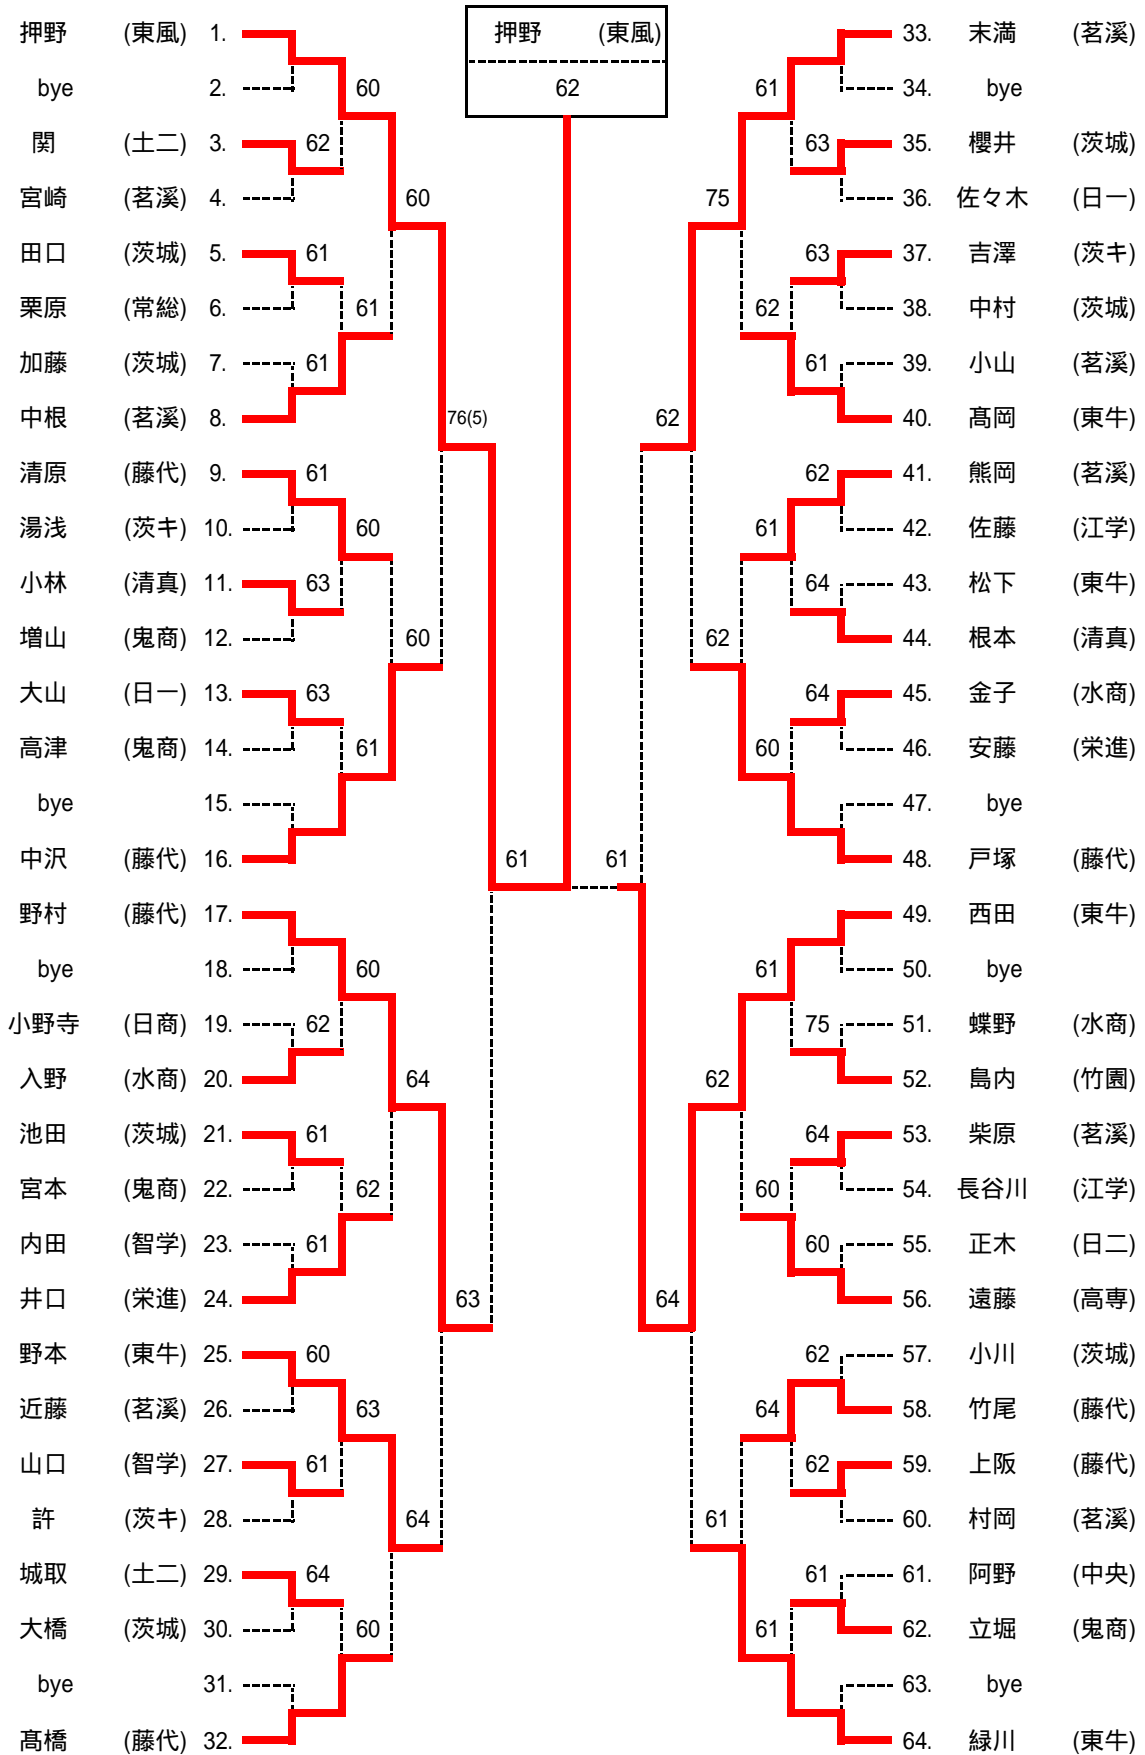 押野 (東風)
62
押野 (東風) 1.
bye 2.
60
関 (土二) 3.
62
宮崎 (茗溪) 4.
60
田口 (茨城) 5.
61
栗原 (常総) 6.
61
加藤 (茨城) 7.
61
中根 (茗溪) 8.
76(5)
清原 (藤代) 9.
61
湯浅 (茨キ) 10.
60
小林 (清真) 11.
63
増山 (鬼商) 12.
60
大山 (日一) 13.
63
高津 (鬼商) 14.
61
bye 15.
中沢 (藤代) 16.
61
野村 (藤代) 17.
bye 18.
60
小野寺 (日商) 19.
62
入野 (水商) 20.
64
池田 (茨城) 21.
61
宮本 (鬼商) 22.
62
内田 (智学) 23.
61
井口 (栄進) 24.
63
野本 (東牛) 25.
60
近藤 (茗溪) 26.
63
山口 (智学) 27.
61
許 (茨キ) 28.
64
城取 (土二) 29.
64
大橋 (茨城) 30.
60
bye 31.
髙橋 (藤代) 32.
33. 末満 (茗溪)
61
34. bye
63
35. 櫻井 (茨城)
75
36. 佐々木 (日一)
63
37. 吉澤 (茨キ)
62
38. 中村 (茨城)
61
39. 小山 (茗溪)
62
40. 髙岡 (東牛)
62
41. 熊岡 (茗溪)
61
42. 佐藤 (江学)
64
43. 松下 (東牛)
62
44. 根本 (清真)
64
45. 金子 (水商)
60
46. 安藤 (栄進)
47. bye
61
48. 戸塚 (藤代)
49. 西田 (東牛)
61
50. bye
75
51. 蝶野 (水商)
62
52. 島内 (竹園)
64
53. 柴原 (茗溪)
60
54. 長谷川 (江学)
60
55. 正木 (日二)
64
56. 遠藤 (高専)
62
57. 小川 (茨城)
64
58. 竹尾 (藤代)
62
59. 上阪 (藤代)
61
60. 村岡 (茗溪)
61
61. 阿野 (中央)
61
62. 立堀 (鬼商)
63. bye
64. 緑川 (東牛)